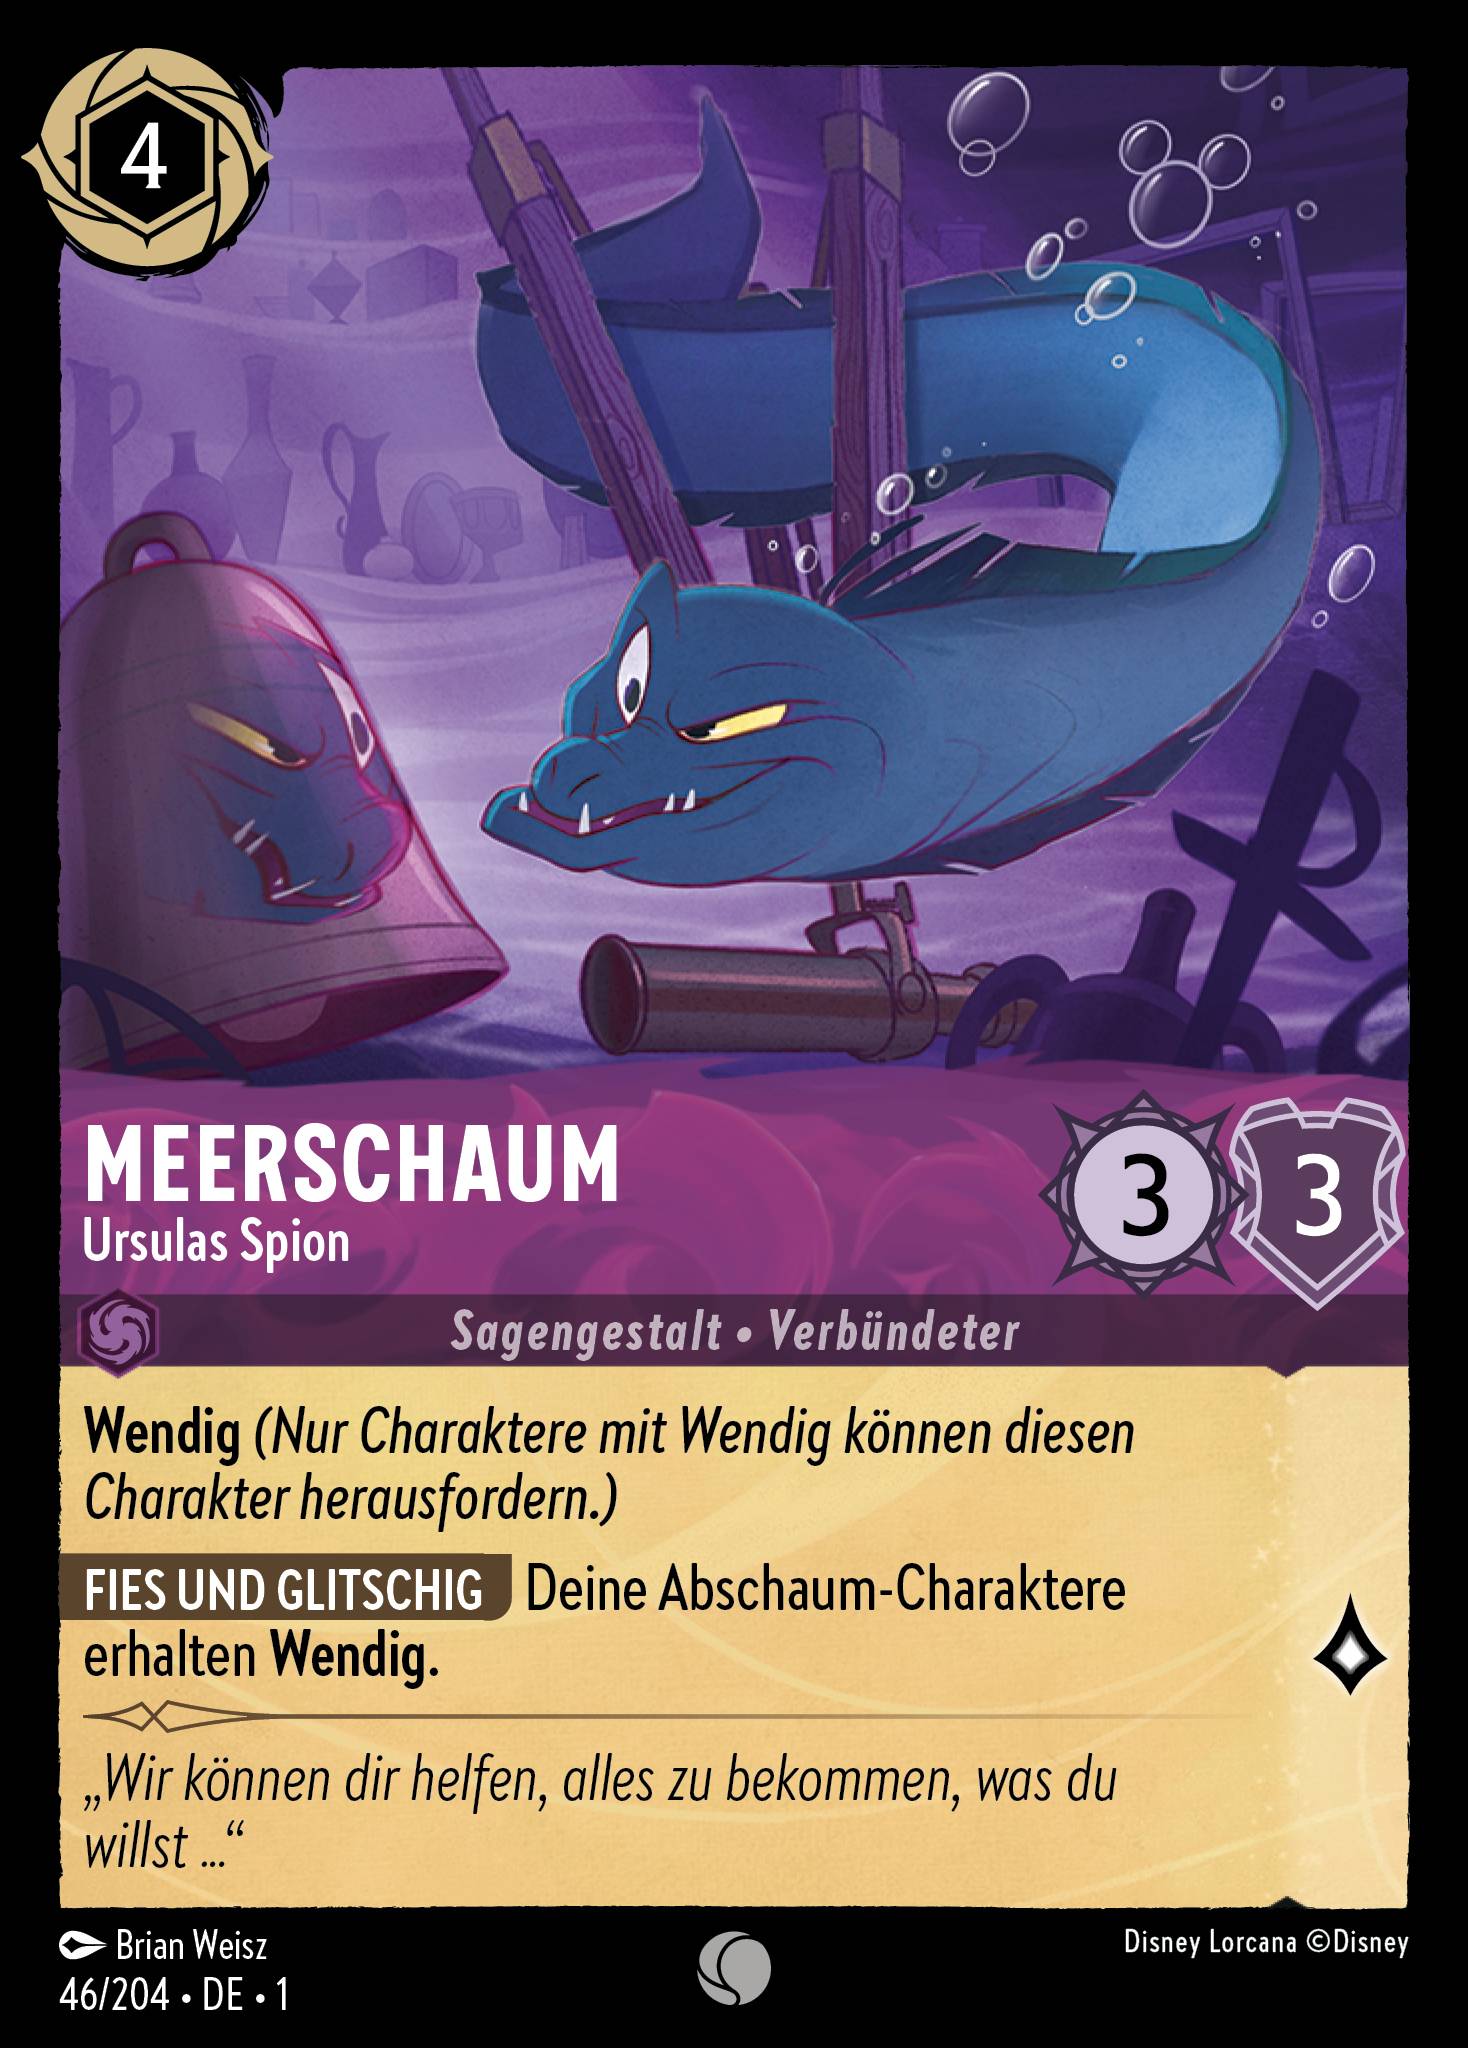 4
MEERSCHAUM
Ursulas Spion
3 3
Sagengestalt • Verbündeter
Wendig (Nur Charaktere mit Wendig können diesen
Charakter herausfordern.)
FIES UND GLITSCHIG Deine Abschaum-Charaktere
erhalten Wendig.
„Wir können dir helfen, alles zu bekommen, was du
willst ...“
Brian Weisz
46/204 • DE • 1
Disney Lorcana ©Disney